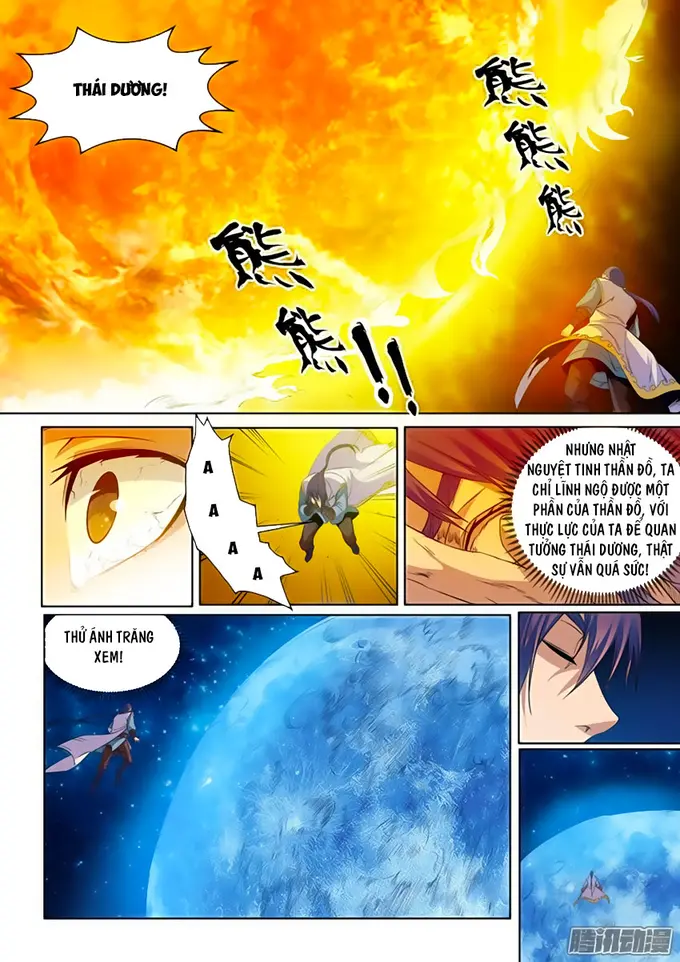 THÁI DƯƠNG!
熊
熊
熊
熊
熊
!!
A
A
A
A
A
NHƯNG NHẬT
NGUYỆT TINH THẦN ĐỒ, TA
CHỈ LĨNH NGỘ ĐƯỢC MỘT
PHẦN CỦA THẦN ĐỒ, VỚI
THỰC LỰC CỦA TA ĐỂ QUAN
TƯỞNG THÁI DƯƠNG, THẬT
SỰ VẪN QUÁ SỨC!
THỬ ÁNH TRĂNG
XEM!
腾讯动漫